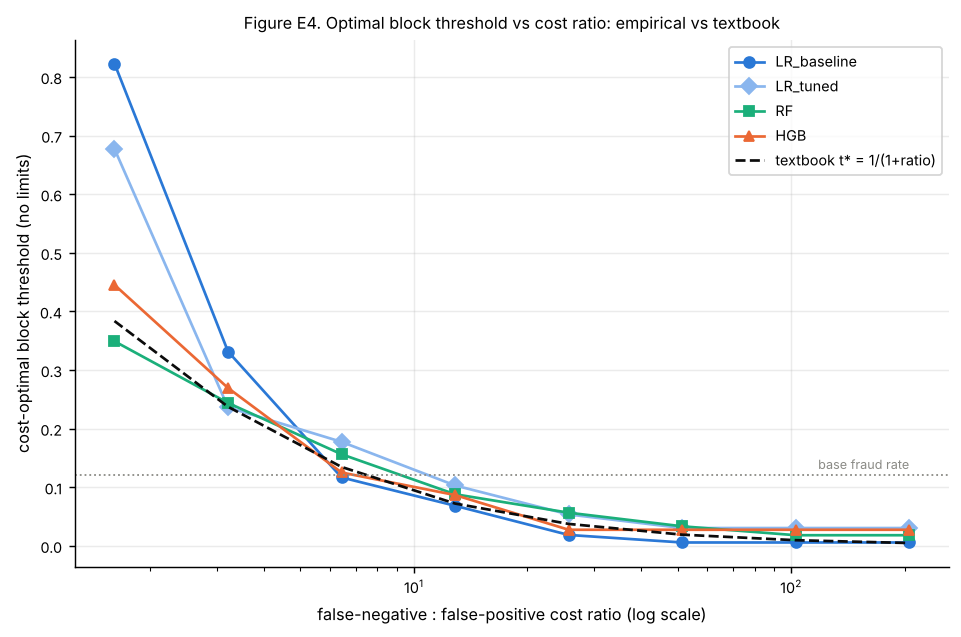 Figure E4. Optimal block threshold vs cost ratio: empirical vs textbook
LR_baseline
LR_tuned
RF
HGB
textbook t* = 1/(1+ratio)
base fraud rate
cost-optimal block threshold (no limits)
0.8
0.7
0.6
0.5
0.4
0.3
0.2
0.1
0.0
10¹
10²
false-negative : false-positive cost ratio (log scale)